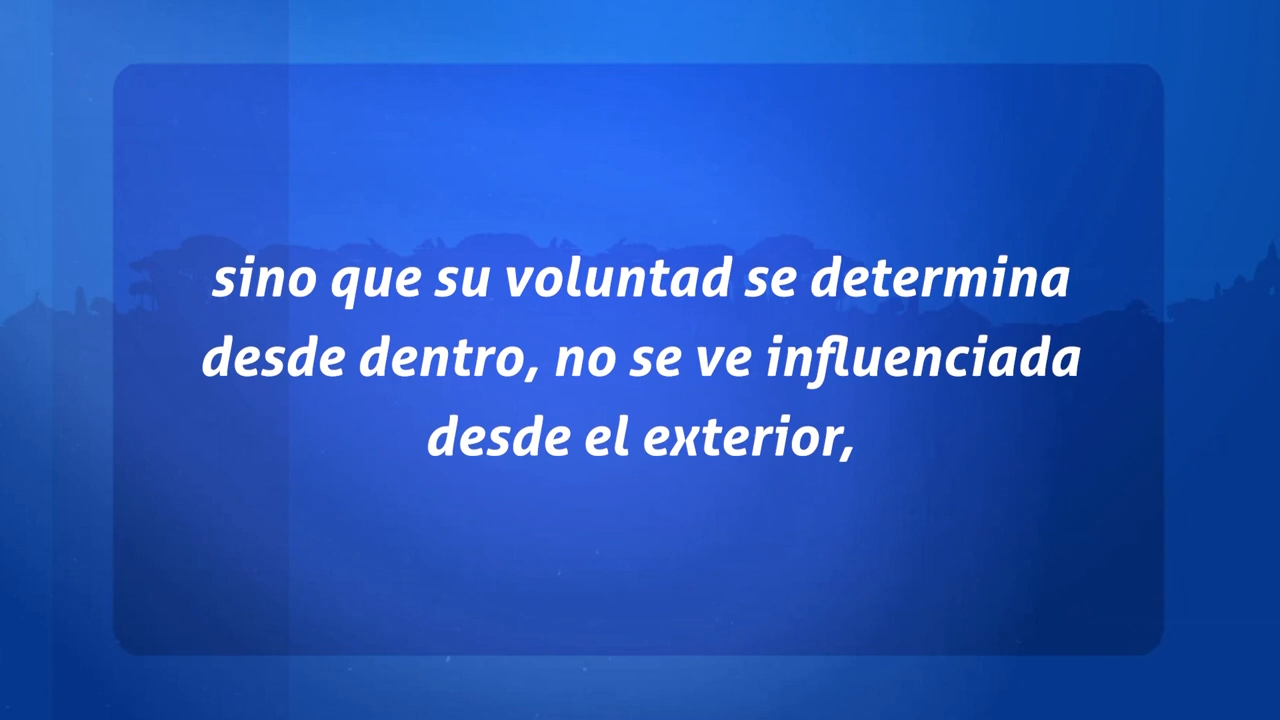 sino que su voluntad se determina
desde dentro, no se ve influenciada
desde el exterior,